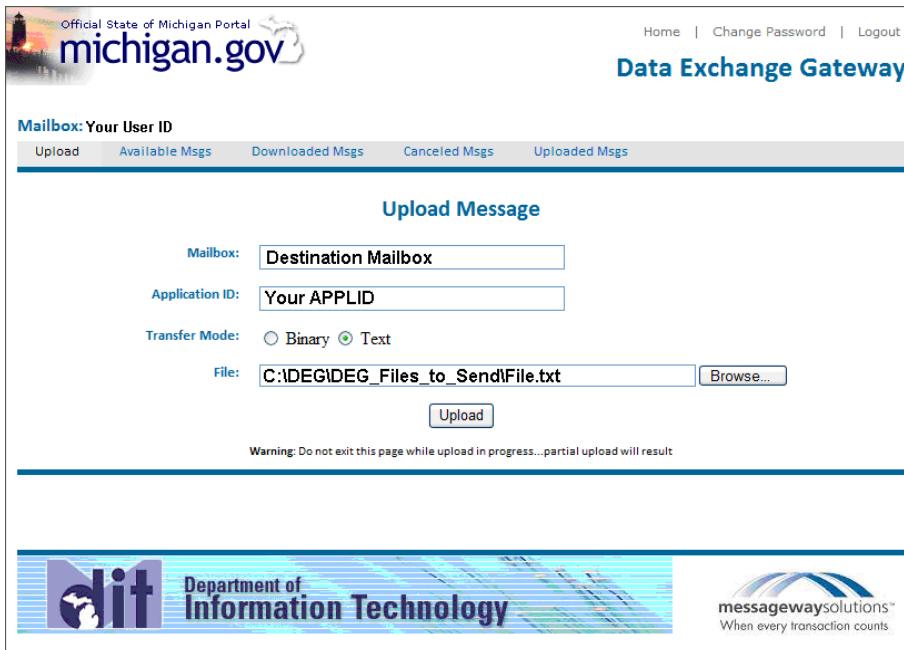 Official State of Michigan Portal
michigan.gov
Home | Change Password | Logout
Data Exchange Gateway
Mailbox: Your User ID
Upload Available Msgs Downloaded Msgs Canceled Msgs Uploaded Msgs
Upload Message
Mailbox: Destination Mailbox
Application ID: Your APPLID
Transfer Mode: Binary Text
File: C:\DEG\DEG_Files_to_Send\File.txt Browse...
Upload
Warning: Do not exit this page while upload in progress...partial upload will result
dit
Department of
Information Technology
messagewaysolutions™
When every transaction counts